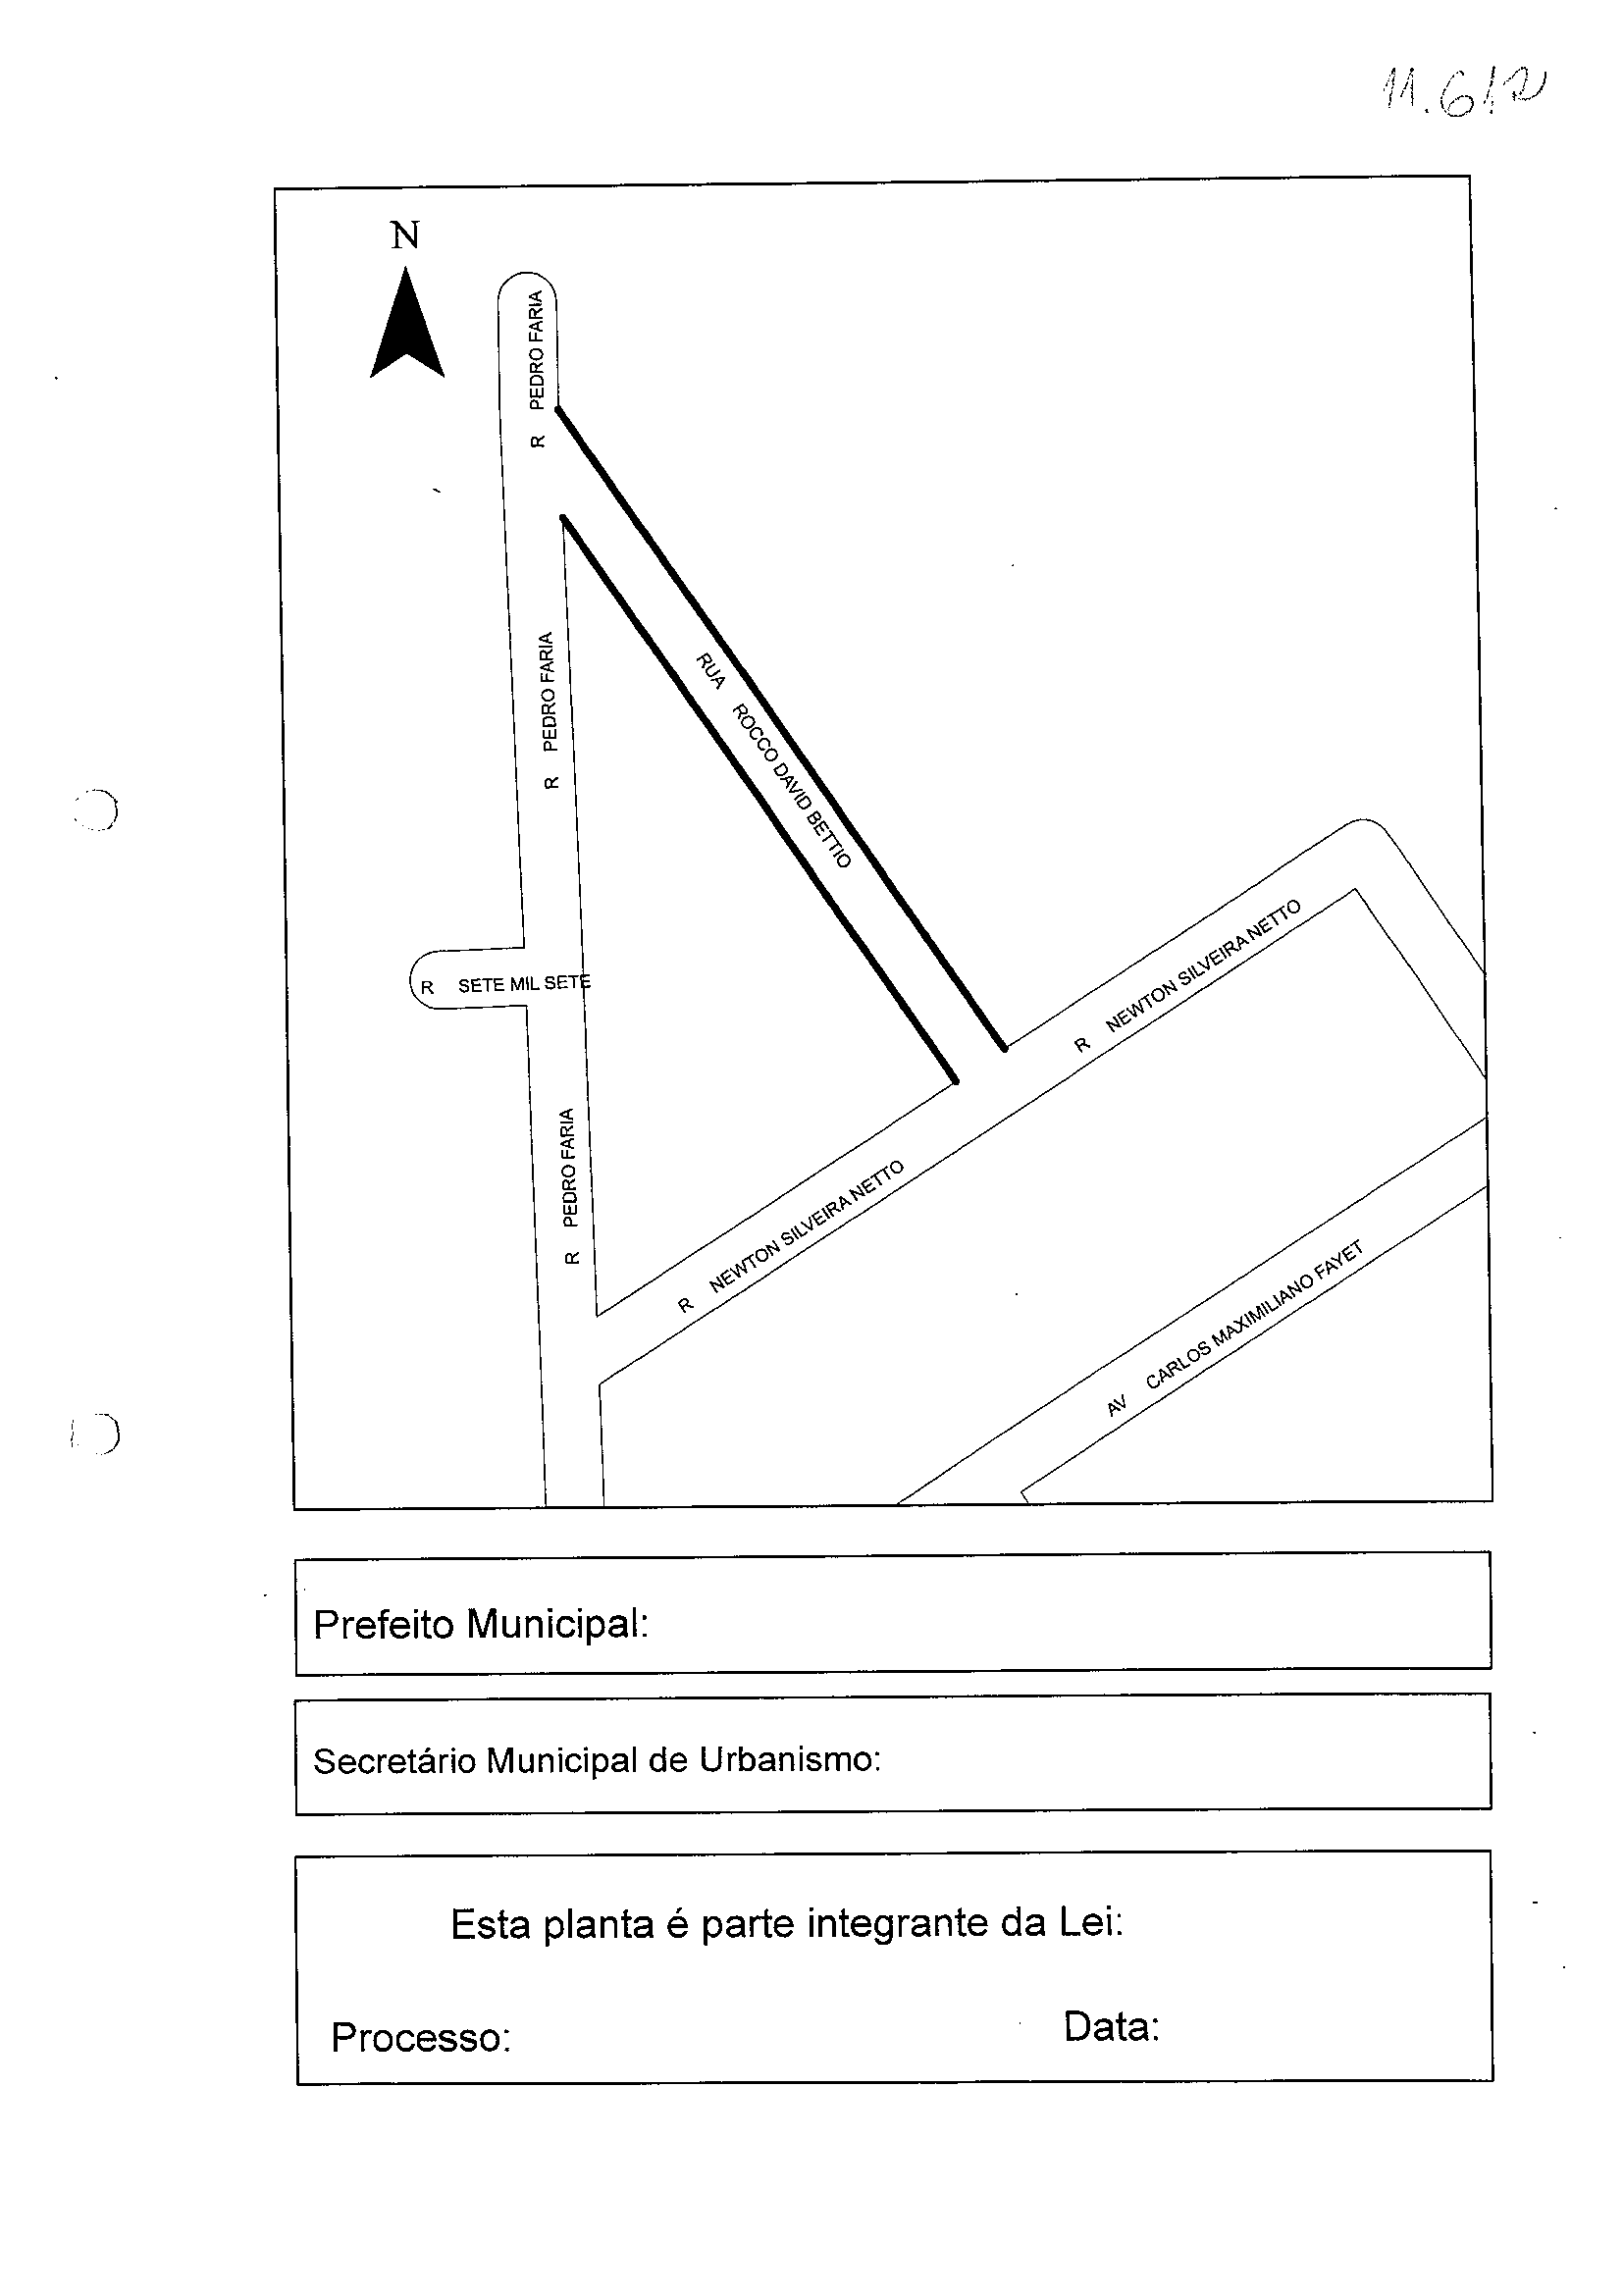 11.612
N
R PEDRO FARIA
R PEDRO FARIA
RUA ROCCO DAVID BETTIO
R NEWTON SILVEIRA NETTO
R SETE MIL SETE
R PEDRO FARIA
R NEWTON SILVEIRA NETTO
AV CARLOS MAXIMILIANO FAYET
Prefeito Municipal:
Secretário Municipal de Urbanismo:
Esta planta é parte integrante da Lei:
Processo: Data: